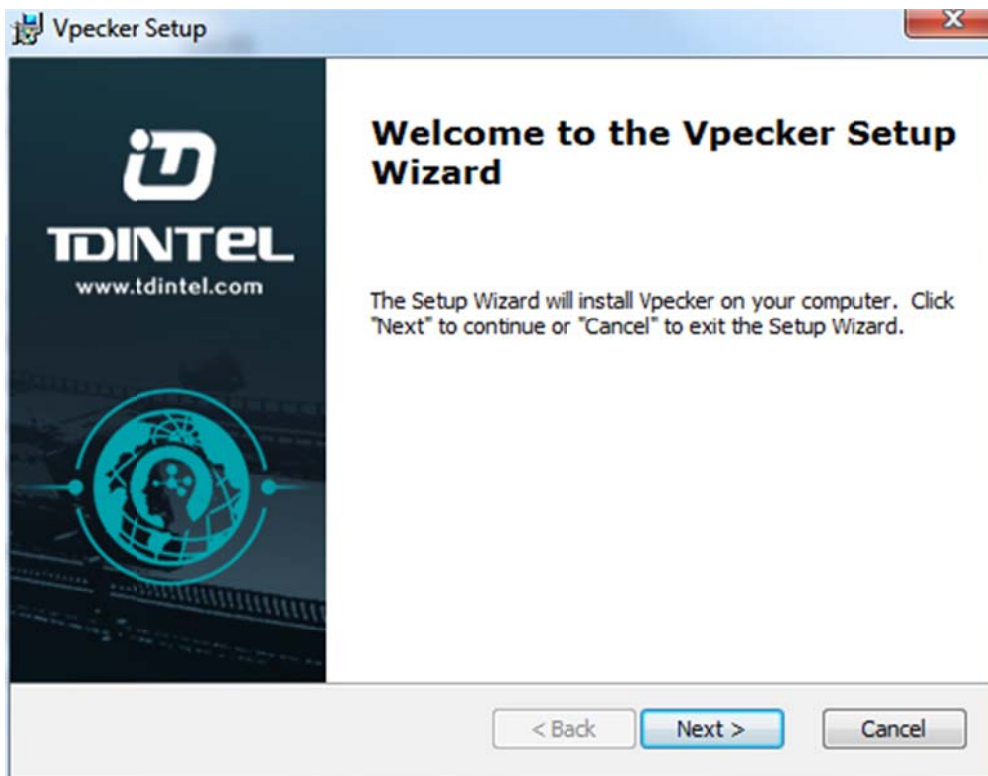 Vpecker Setup
TDINTEL
www.tdintel.com
Welcome to the Vpecker Setup
Wizard
The Setup Wizard will install Vpecker on your computer. Click
"Next" to continue or "Cancel" to exit the Setup Wizard.
< Back
Next >
Cancel